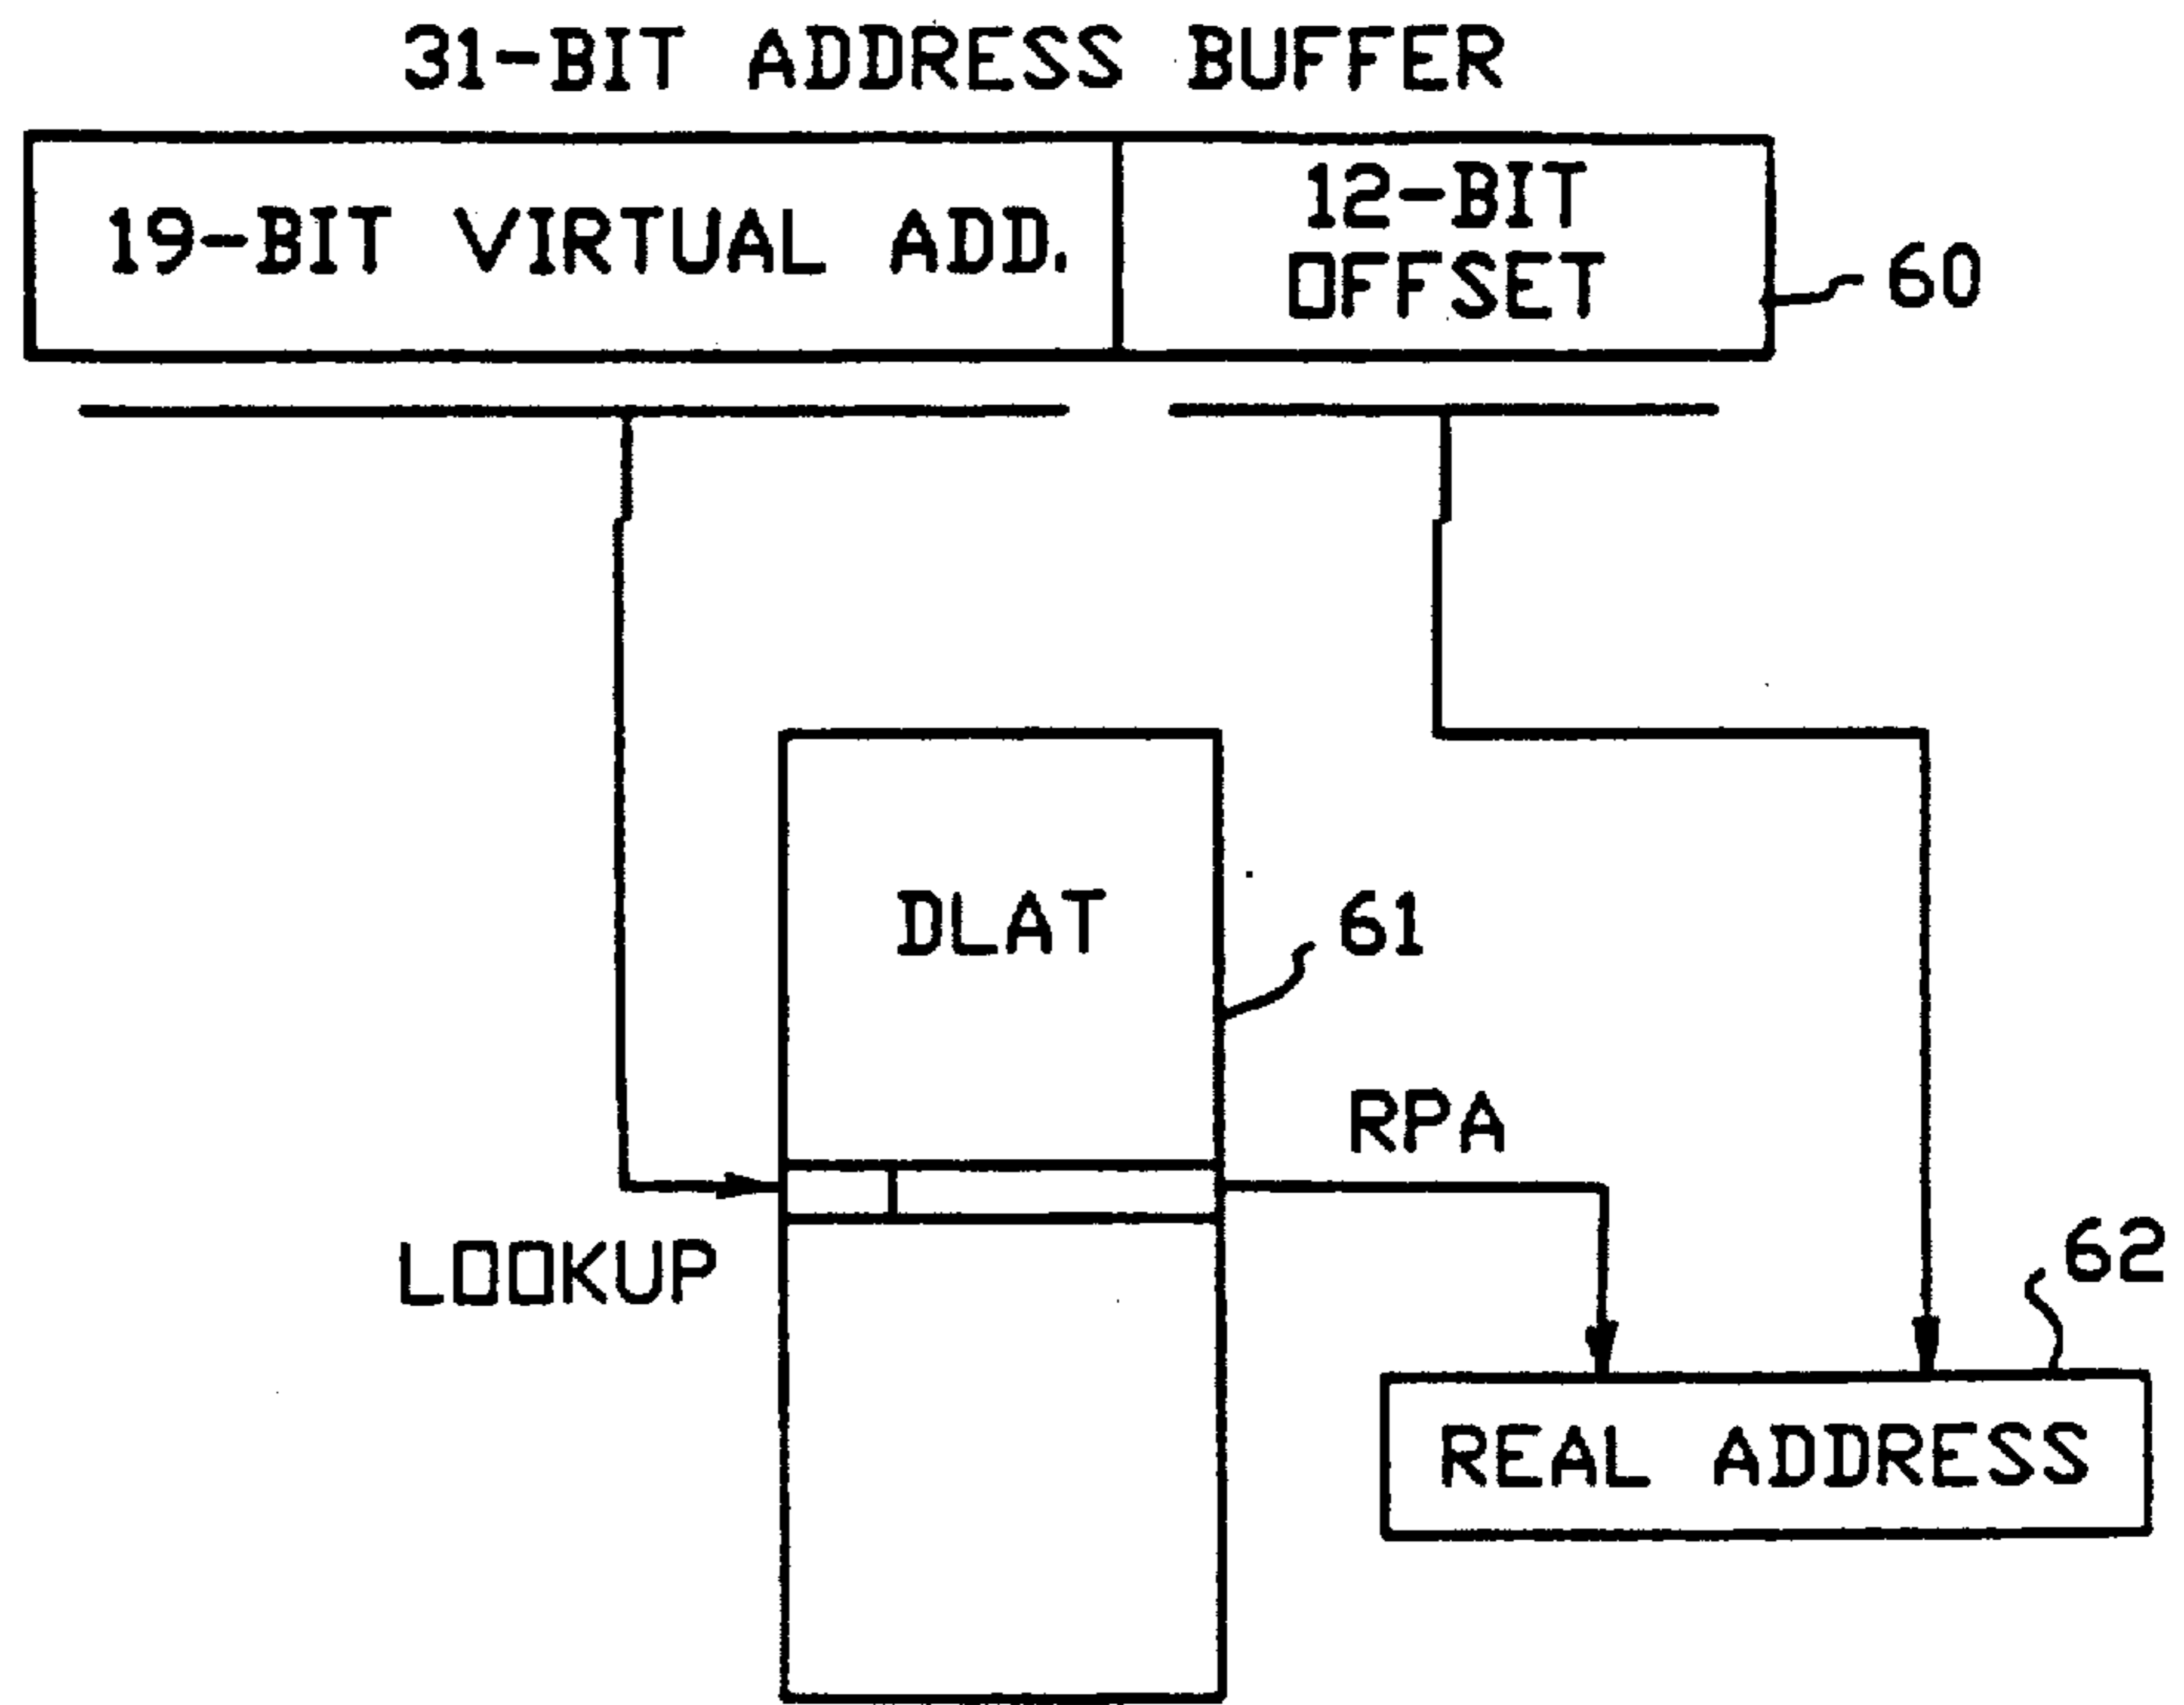 31-BIT ADDRESS BUFFER
19-BIT VIRTUAL ADD.
12-BIT
OFFSET
60
DLAT
61
RPA
LOOKUP
62
REAL ADDRESS